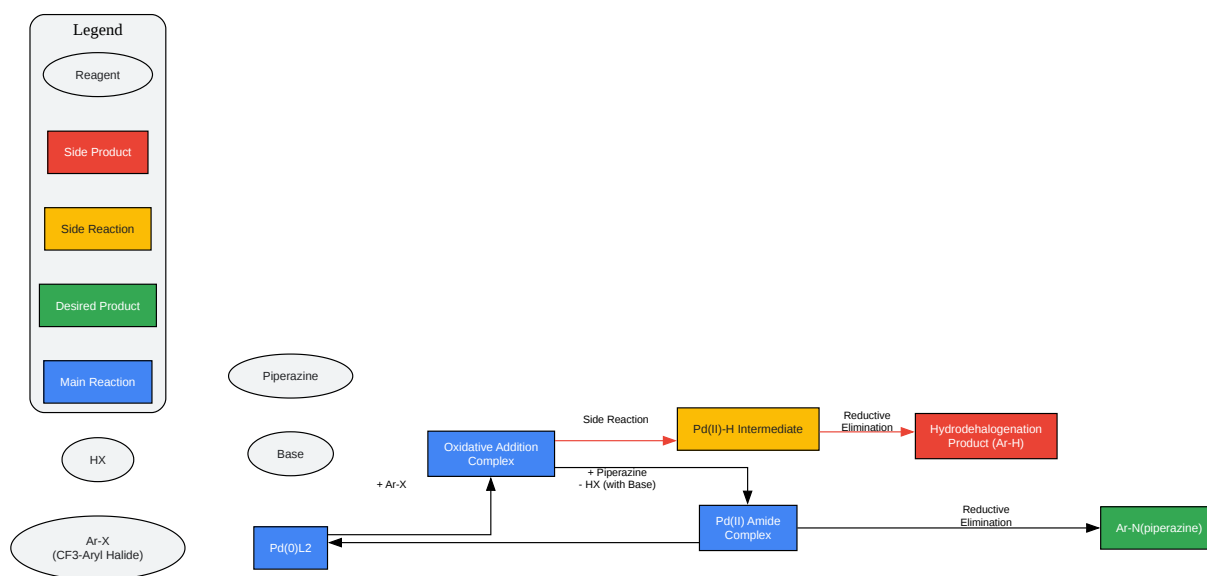 Legend
Reagent
Side Product
Side Reaction
Desired Product
Main Reaction
HX
Ar-X
(CF3-Aryl Halide)
Piperazine
Base
+ Ar-X
Pd(0)L2
Oxidative Addition
Complex
Side Reaction
+ Piperazine
- HX (with Base)
Pd(II)-H Intermediate
Pd(II) Amide
Complex
Reductive
Elimination
Hydrodehalogenation
Product (Ar-H)
Reductive
Elimination
Ar-N(piperazine)